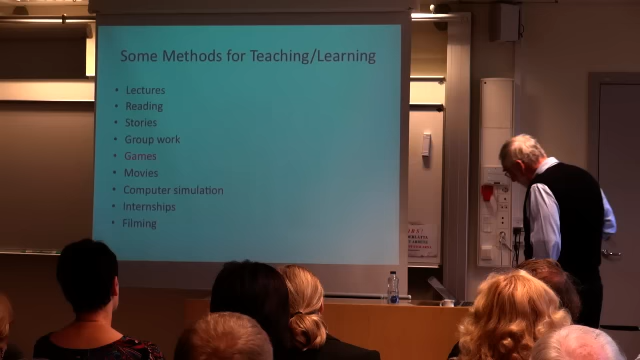 Some Methods for Teaching/Learning
• Lectures
• Reading
• Stories
• Group work
• Games
• Movies
• Computer simulation
• Internships
• Filming